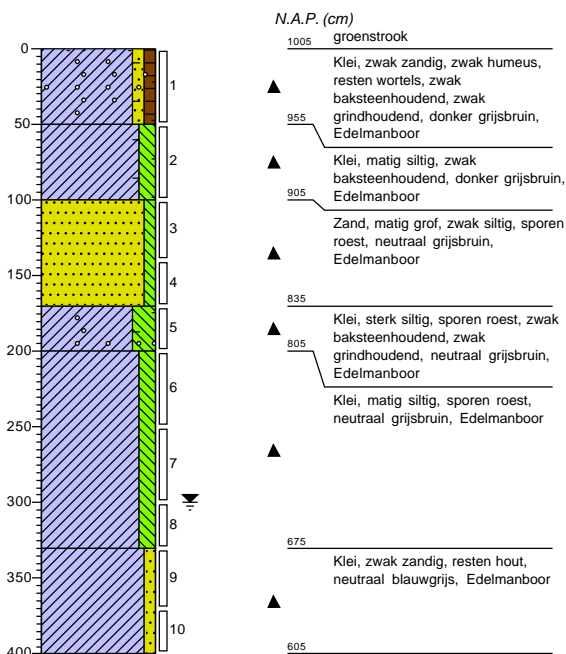 N.A.P. (cm)
0
1005
groenstrook
1
Klei, zwak zandig, zwak humeus,
resten wortels, zwak
baksteenhoudend, zwak
grindhoudend, donker grijsbruin,
Edelmanboor
50
955
2
Klei, matig siltig, zwak
baksteenhoudend, donker grijsbruin,
Edelmanboor
100
905
3
Zand, matig grof, zwak siltig, sporen
roest, neutraal grijsbruin,
Edelmanboor
150
4
835
5
Klei, sterk siltig, sporen roest, zwak
baksteenhoudend, zwak
grindhoudend, neutraal grijsbruin,
Edelmanboor
200
805
6
Klei, matig siltig, sporen roest,
neutraal grijsbruin, Edelmanboor
250
7
300
8
675
9
Klei, zwak zandig, resten hout,
neutraal blauwgrijs, Edelmanboor
350
10
400
605